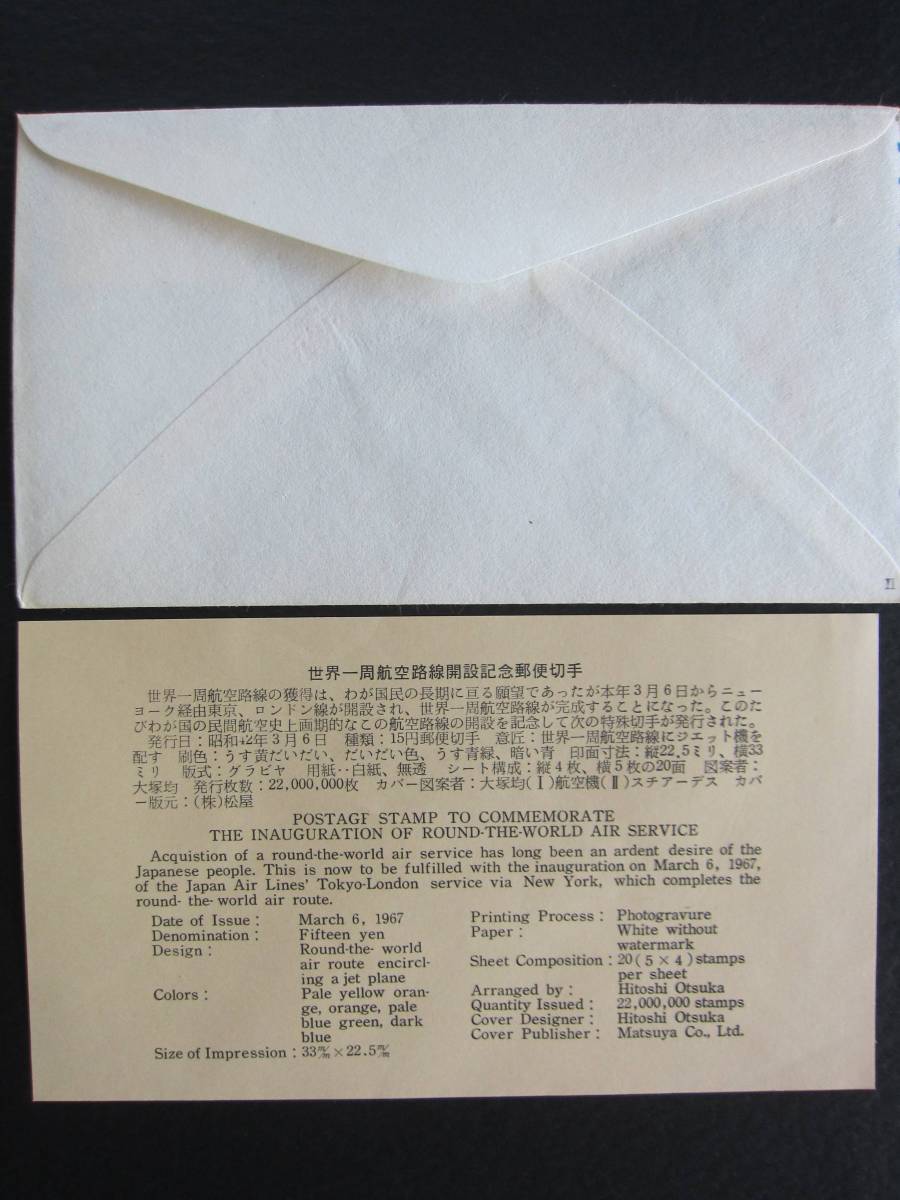 II
世界一周航空路線開設記念郵便切手
世界一周航空路線の獲得は、わが国民の長期に亘る願望であったが本年3月6日からニュー
ヨーク経由東京、ロンドン線が開設され、世界一周航空路線が完成することになった。このた
びわが国の民間航空史上画期的なこの航空路線の開設を記念して次の特殊切手が発行された。
発行日：昭和42年3月6日　種類：15円郵便切手　意匠：世界一周航空路線にジエット機を
配す　刷色：うす黄だいだい、だいだい色、うす青緑、暗い青　印面寸法：縦22.5ミリ、横33
ミリ　版式：グラビヤ　用紙‥白紙、無透　シート構成：縦4枚、横5枚の20面　図案者：
大塚均　発行枚数：22,000,000枚　カバー図案者：大塚均(Ⅰ)航空機(Ⅱ)スチアーデス　カバ
ー版元：(株)松屋
POSTAGF STAMP TO COMMEMORATE
THE INAUGURATION OF ROUND-THE-WORLD AIR SERVICE
Acquistion of a round-the-world air service has long been an ardent desire of the
Japanese people. This is now to be fulfilled with the inauguration on March 6, 1967,
of the Japan Air Lines' Tokyo-London service via New York, which completes the
round- the- world air route.
Date of Issue : March 6, 1967
Denomination : Fifteen yen
Design : Round-the- world
air route encircl-
ing a jet plane
Colors : Pale yellow oran-
ge, orange, pale
blue green, dark
blue
Size of Impression : 33m/m×22.5m/m
Printing Process : Photogravure
Paper : White without
watermark
Sheet Composition : 20(5×4)stamps
per sheet
Arranged by : Hitoshi Otsuka
Quantity Issued : 22,000,000 stamps
Cover Designer : Hitoshi Otsuka
Cover Publisher : Matsuya Co., Ltd.